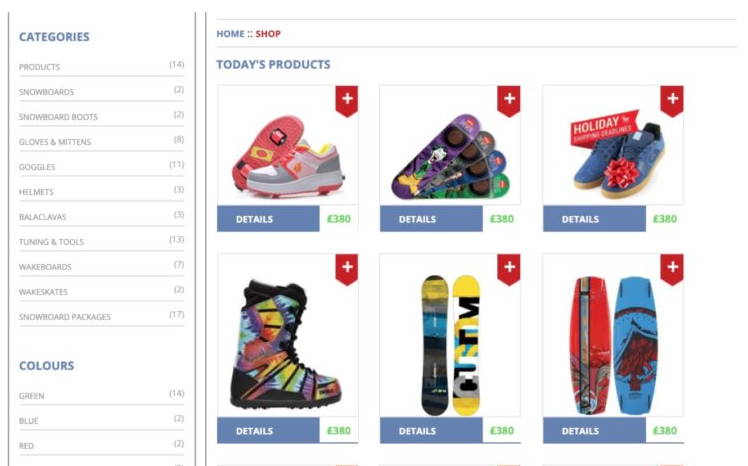 CATEGORIES
PRODUCTS (14)
SNOWBOARDS (2)
SNOWBOARD BOOTS (2)
GLOVES & MITTENS (8)
GOGGLES (11)
HELMETS (3)
BALACLAVAS (3)
TUNING & TOOLS (13)
WAKEBOARDS (7)
WAKESKATES (2)
SNOWBOARD PACKAGES (17)
COLOURS
GREEN (14)
BLUE (2)
RED (2)
HOME :: SHOP
TODAY'S PRODUCTS
+
+
HOLIDAY
SHIPPING DEADLINES
+
DETAILS £380
DETAILS £380
DETAILS £380
+
+
+
DETAILS £380
DETAILS £380
DETAILS £380